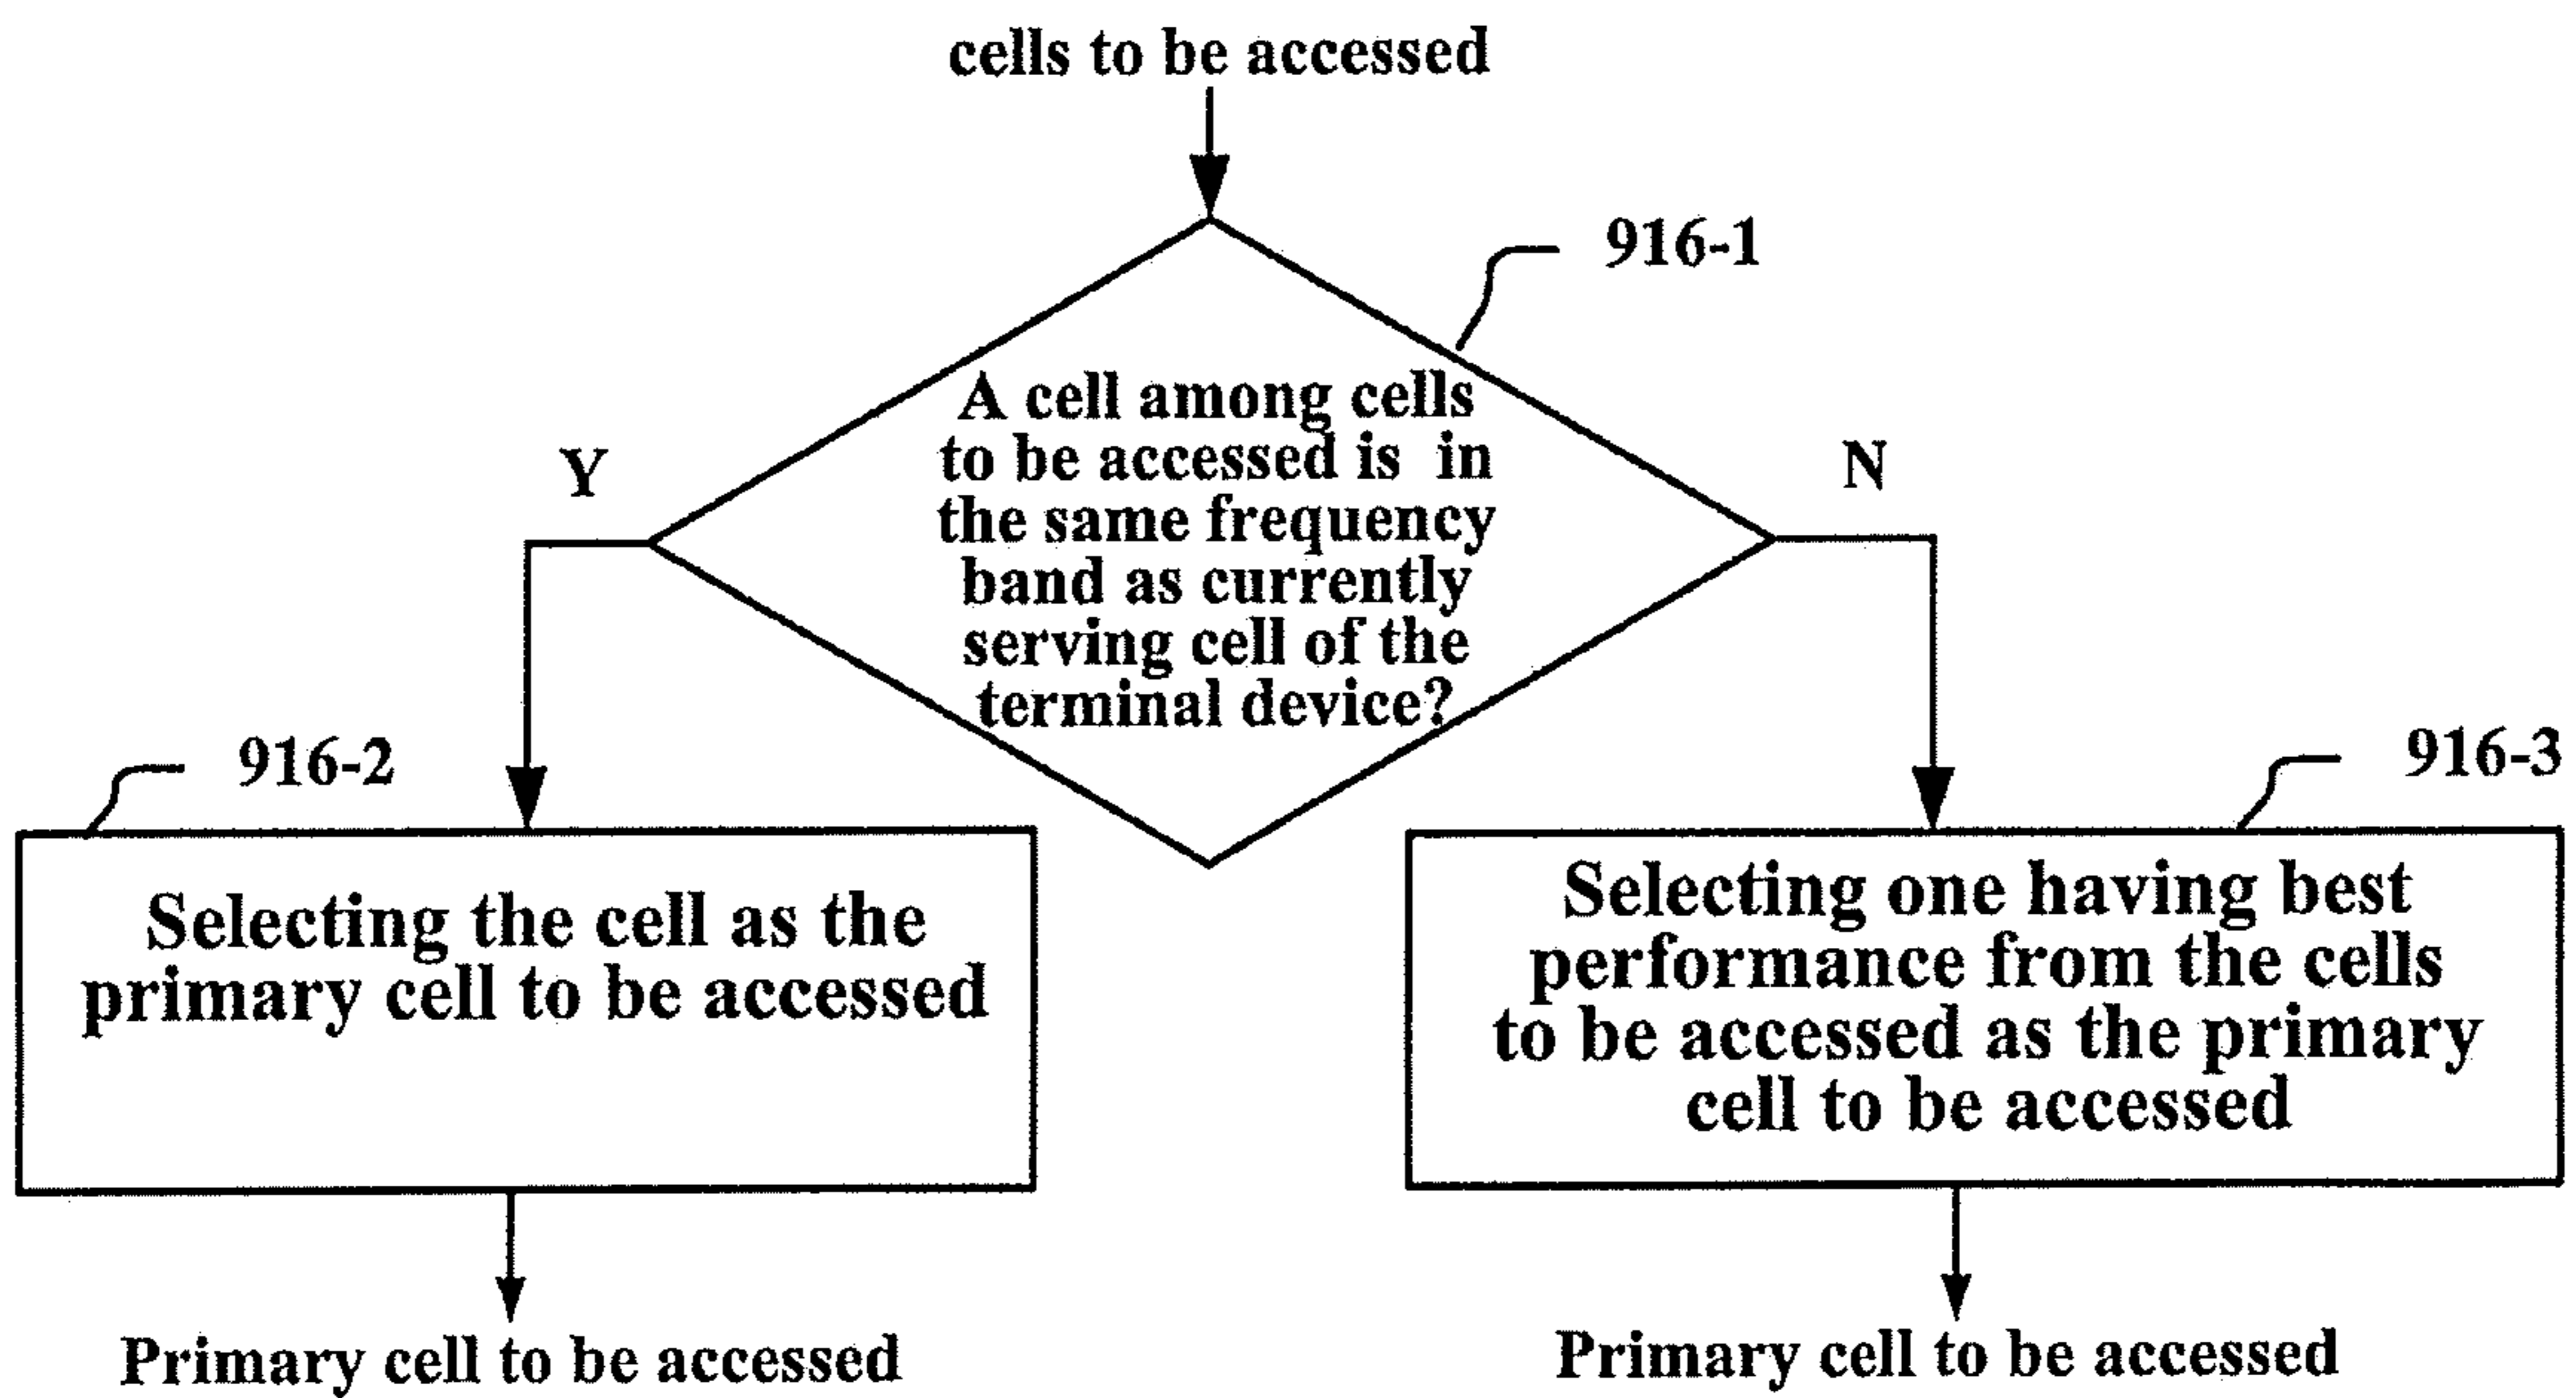 cells to be accessed
916-1
A cell among cells
to be accessed is in
the same frequency
band as currently
serving cell of the
terminal device?
Y
N
916-2
916-3
Selecting the cell as the
primary cell to be accessed
Selecting one having best
performance from the cells
to be accessed as the primary
cell to be accessed
Primary cell to be accessed
Primary cell to be accessed